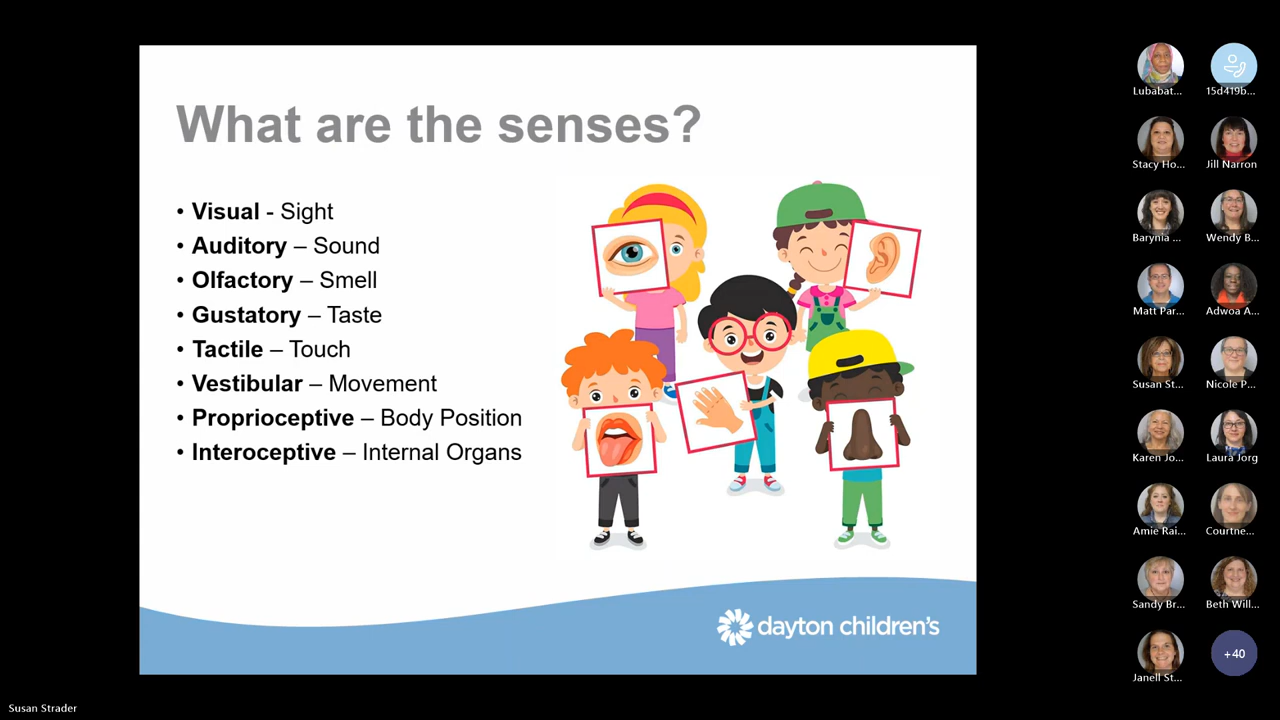 What are the senses?
• Visual - Sight
• Auditory – Sound
• Olfactory – Smell
• Gustatory – Taste
• Tactile – Touch
• Vestibular – Movement
• Proprioceptive – Body Position
• Interoceptive – Internal Organs
dayton children's
Lubabat...
15d419b...
Stacy Ho...
Jill Narron
Barynia ...
Wendy B...
Matt Par...
Adwoa A...
Susan St...
Nicole P...
Karen Jo...
Laura Jorg
Amie Rai...
Courtne...
Sandy Br...
Beth Will...
Janell St...
+40
Susan Strader